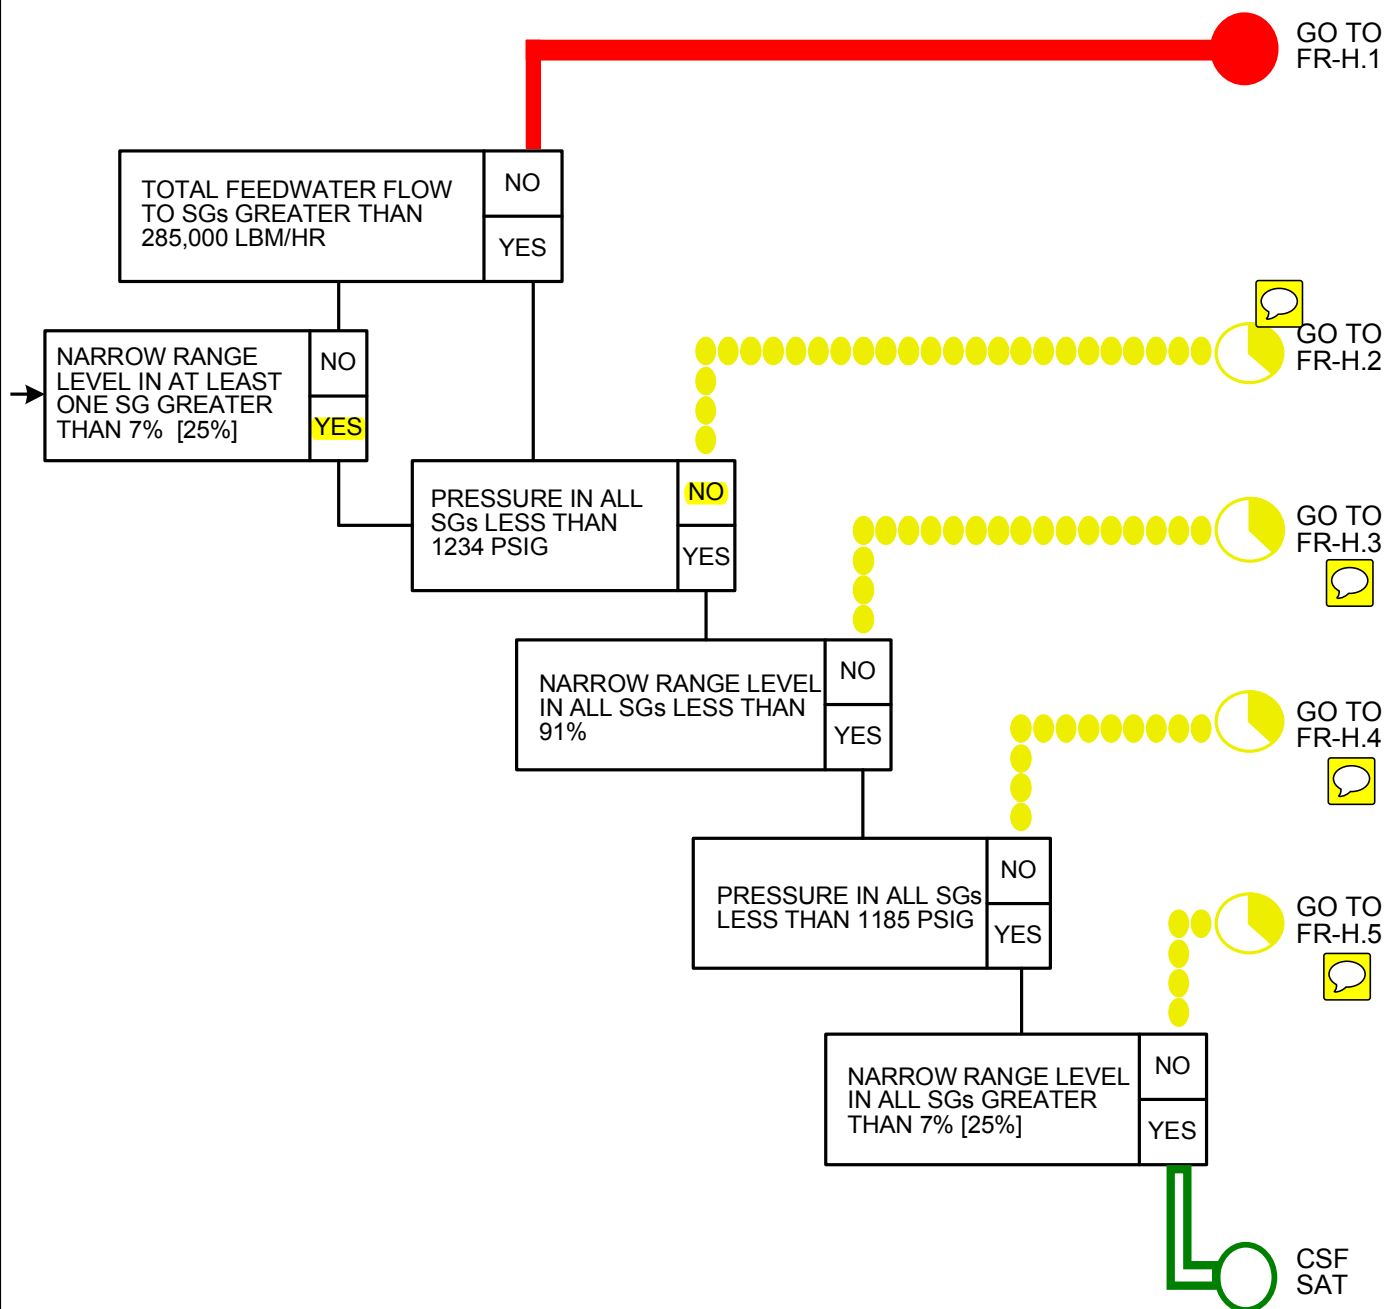 GO TO
FR-H.1
TOTAL FEEDWATER FLOW
TO SGs GREATER THAN
285,000 LBM/HR
NO
YES
GO TO
FR-H.2
NARROW RANGE
LEVEL IN AT LEAST
ONE SG GREATER
THAN 7% [25%]
NO
YES
PRESSURE IN ALL
SGs LESS THAN
1234 PSIG
NO
YES
GO TO
FR-H.3
NARROW RANGE LEVEL
IN ALL SGs LESS THAN
91%
NO
YES
GO TO
FR-H.4
PRESSURE IN ALL SGs
LESS THAN 1185 PSIG
NO
YES
GO TO
FR-H.5
NARROW RANGE LEVEL
IN ALL SGs GREATER
THAN 7% [25%]
NO
YES
CSF
SAT